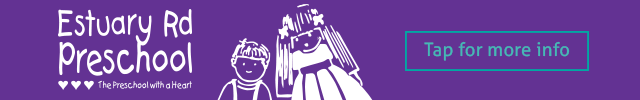 Estuary Rd
Preschool
The Preschool with a Heart
Tap for more info